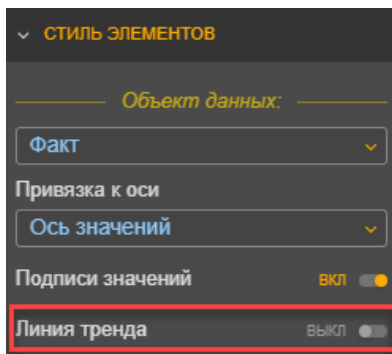 СТИЛЬ ЭЛЕМЕНТОВ
Объект данных:
Факт
Привязка к оси
Ось значений
Подписи значений ВКЛ
Линия тренда ВЫКЛ